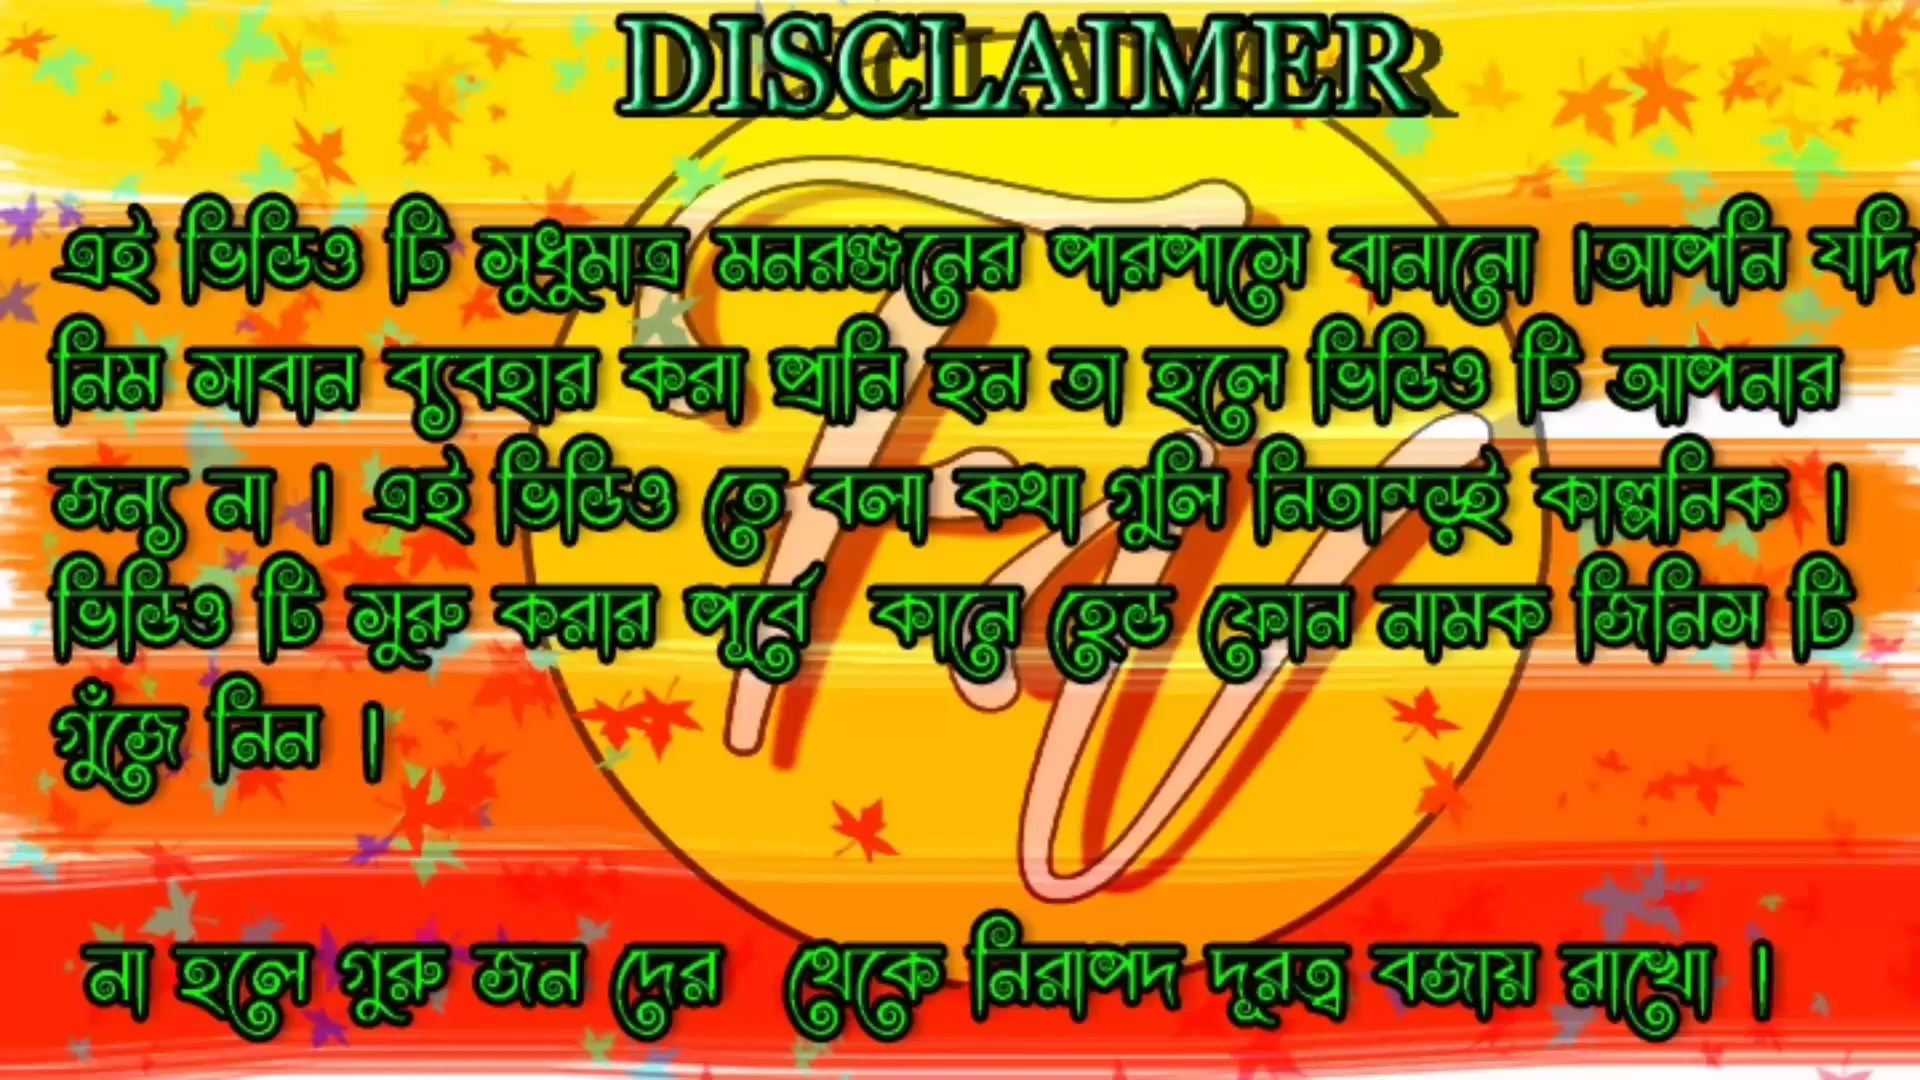 DISCLAIMER
এই ভিডিও টি সুধুমাত্র মনরঞ্জনের পারপাসে বানানো ।আপনি যদি
নিম সাবান ব্যবহার করা প্রানি হন তা হলে ভিডিও টি আপনার
জন্য না । এই ভিডিও তে বলা কথা গুলি নিতান্তই কাল্পনিক ।
ভিডিও টি সুরু করার পূর্বে কানে হেড ফোন নামক জিনিস টি
গুঁজে নিন ।
না হলে গুরু জন দের থেকে নিরাপদ দূরত্ব বজায় রাখো ।